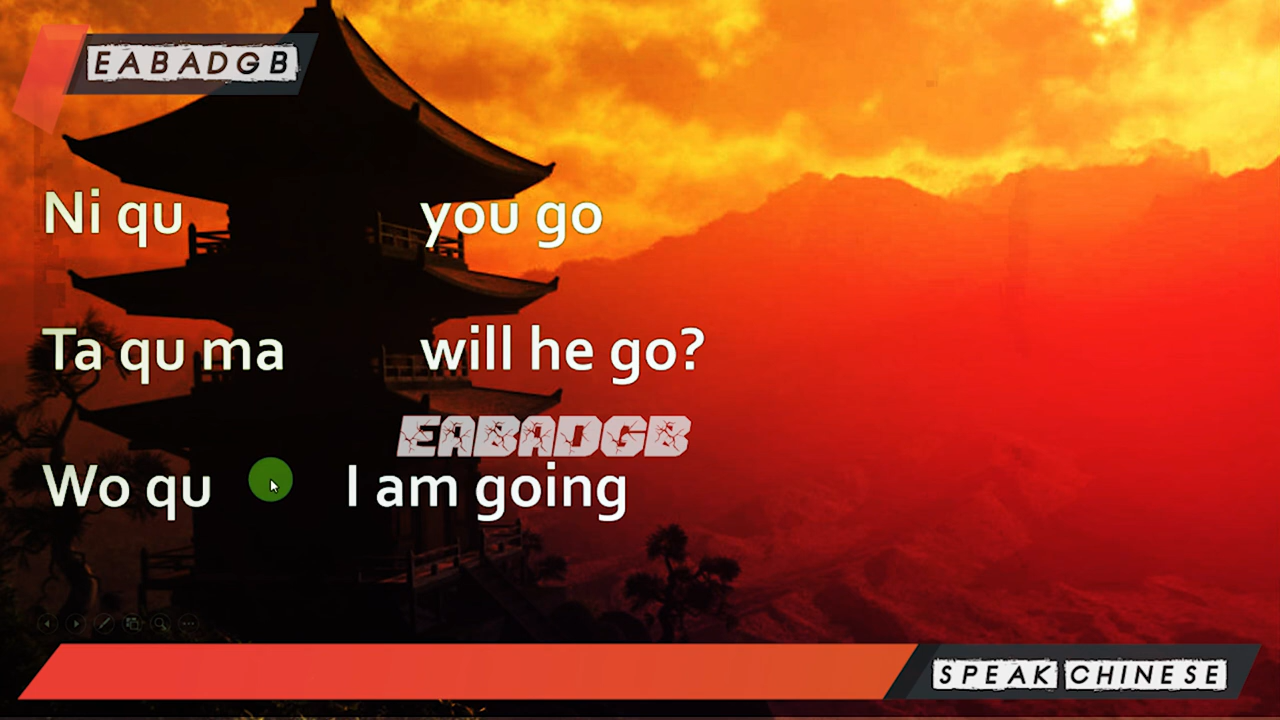 EABADGB
Ni qu you go
Ta qu ma will he go?
EABADGB
Wo qu I am going
SPEAK CHINESE